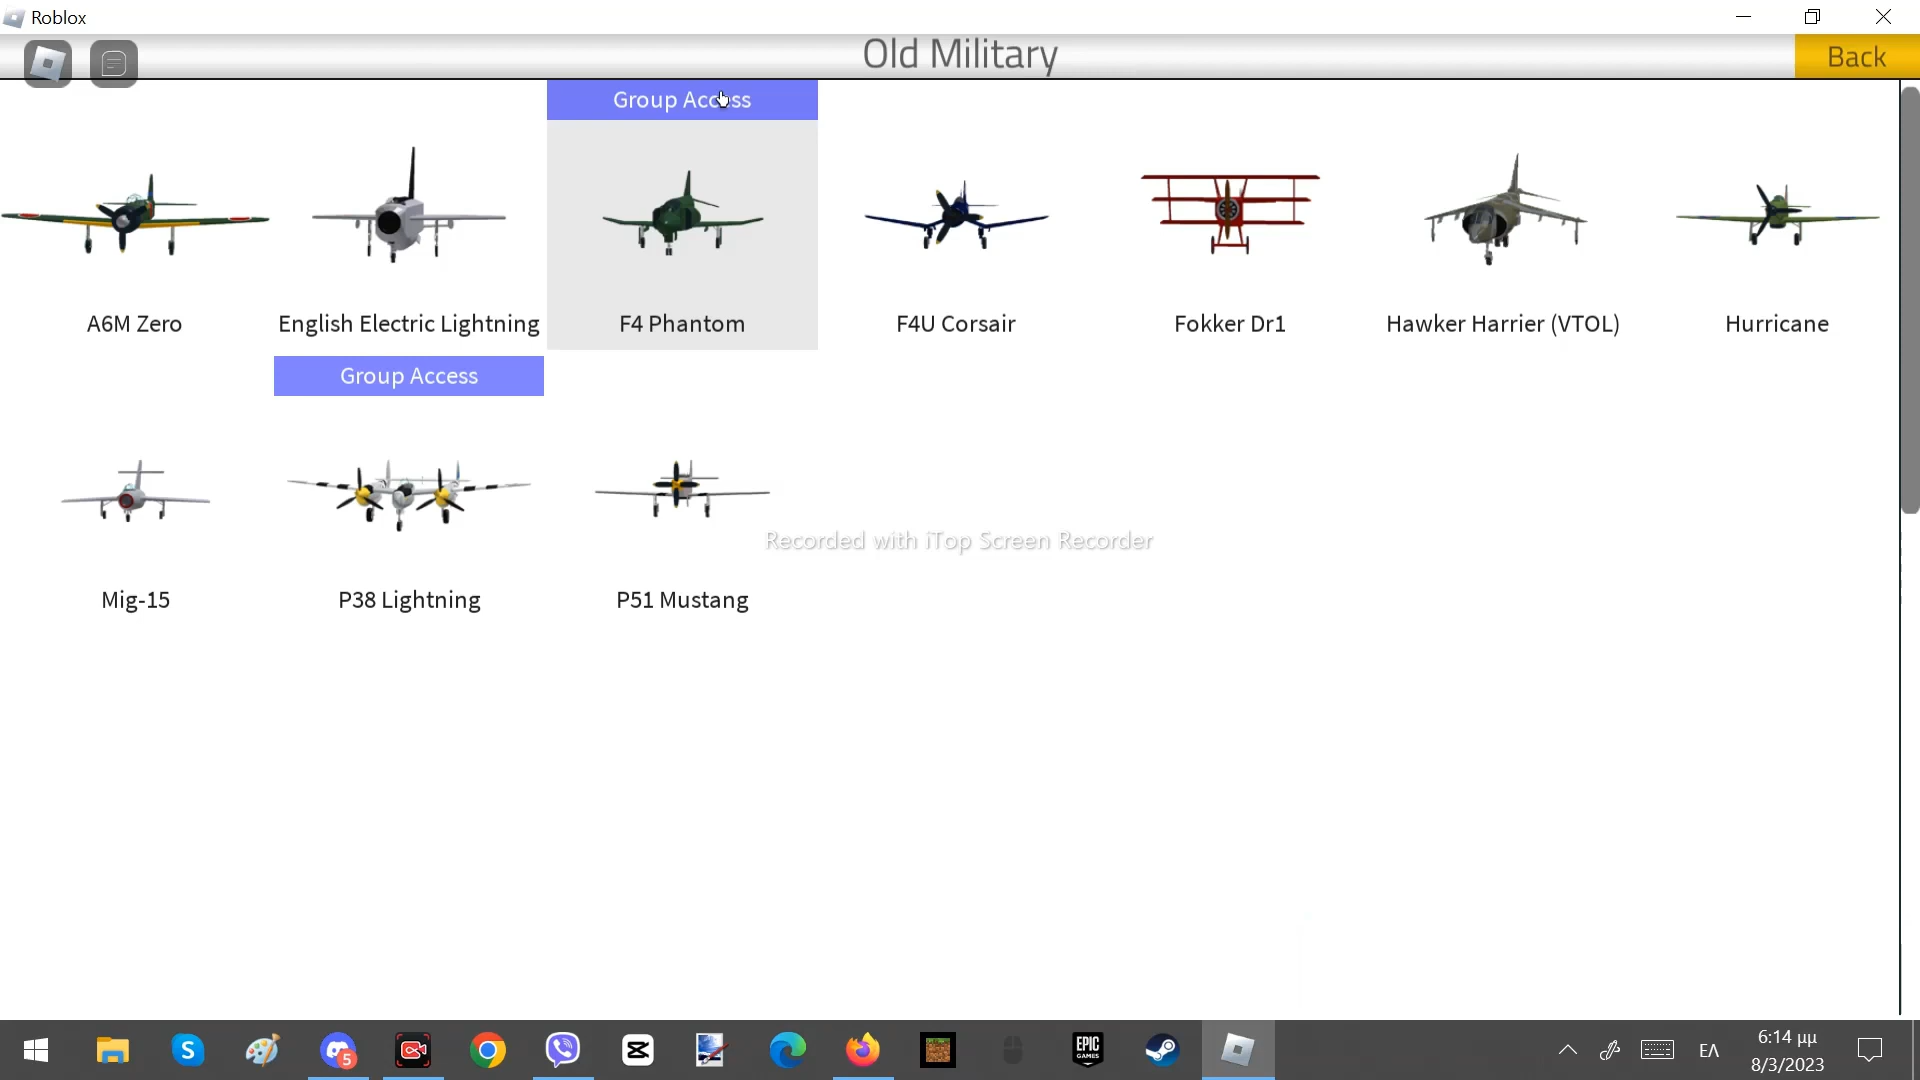 Roblox
Old Military
Back
Group Access
A6M Zero
English Electric Lightning
F4 Phantom
F4U Corsair
Fokker Dr1
Hawker Harrier (VTOL)
Hurricane
Group Access
Recorded with iTop Screen Recorder
Mig-15
P38 Lightning
P51 Mustang
S
5
EPIC
GAMES
ΕΛ
6:14 μμ
8/3/2023